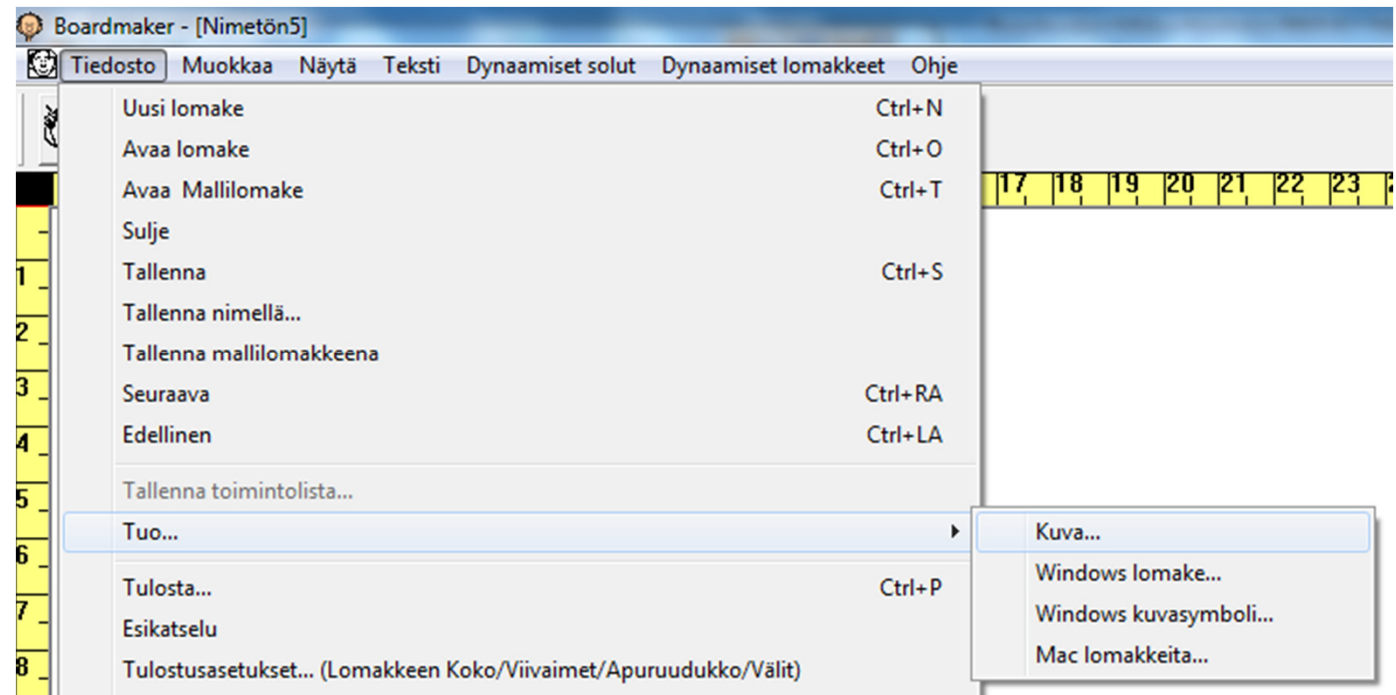 Boardmaker - [Nimetön5]
Tiedosto Muokkaa Näytä Teksti Dynaamiset solut Dynaamiset lomakkeet Ohje
Uusi lomake Ctrl+N
Avaa lomake Ctrl+O
Avaa Mallilomake Ctrl+T
17 18 19 20 21 22 23
Sulje
1
Tallenna Ctrl+S
Tallenna nimellä...
2
Tallenna mallilomakkeena
3
Seuraava Ctrl+RA
4
Edellinen Ctrl+LA
5
Tallenna toimintolista...
Tuo... Kuva...
6
Windows lomake...
Tulosta... Ctrl+P
7
Windows kuvasymboli...
Esikatselu
8
Mac lomakkeita...
Tulostusasetukset... (Lomakkeen Koko/Viivaimet/Apuruudukko/Välit)